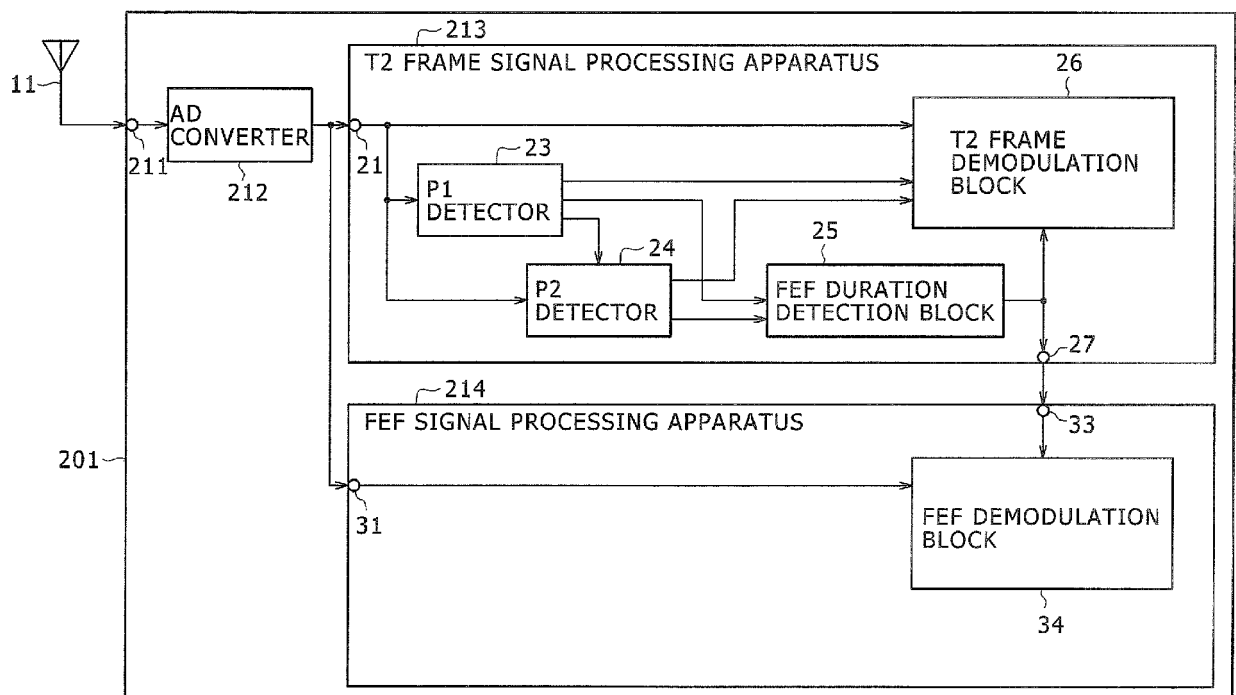 213
T2 FRAME SIGNAL PROCESSING APPARATUS
11
AD
CONVERTER
211
212
21
23
P1
DETECTOR
24
P2
DETECTOR
25
FEF DURATION
DETECTION BLOCK
26
T2 FRAME
DEMODULATION
BLOCK
27
214
FEF SIGNAL PROCESSING APPARATUS
33
201
31
FEF DEMODULATION
BLOCK
34